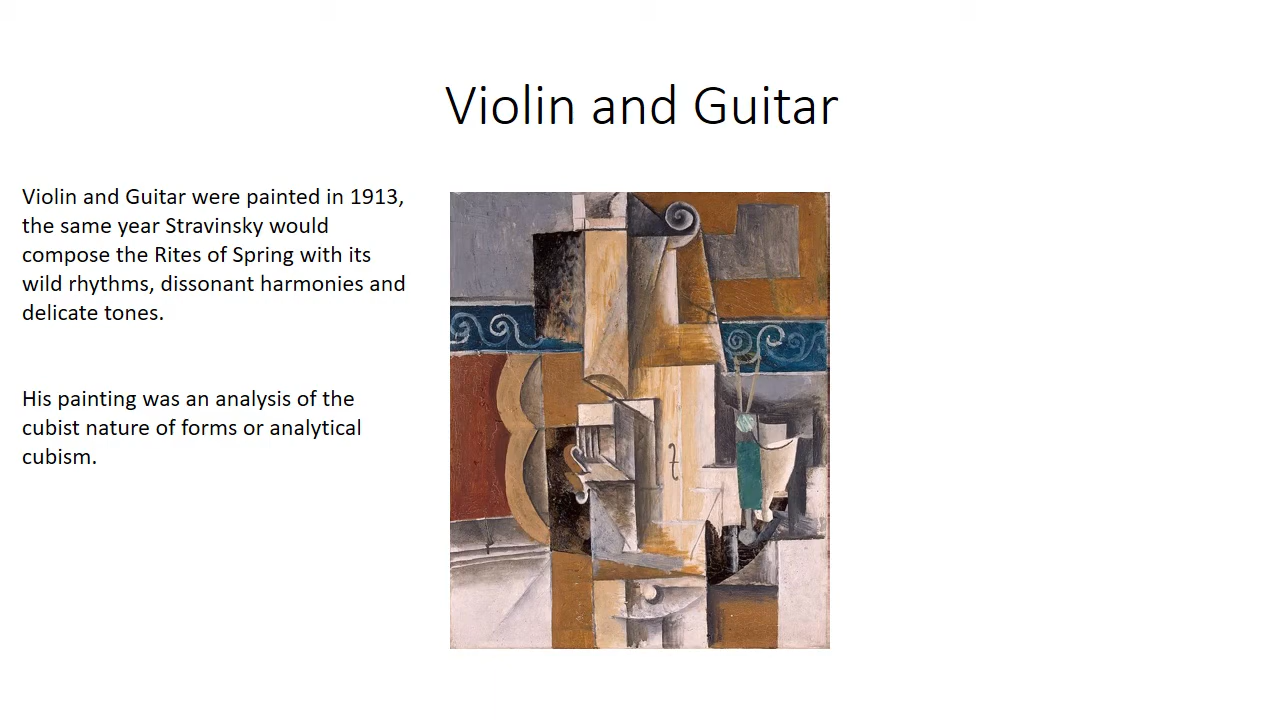 Violin and Guitar
Violin and Guitar were painted in 1913,
the same year Stravinsky would
compose the Rites of Spring with its
wild rhythms, dissonant harmonies and
delicate tones.
His painting was an analysis of the
cubist nature of forms or analytical
cubism.